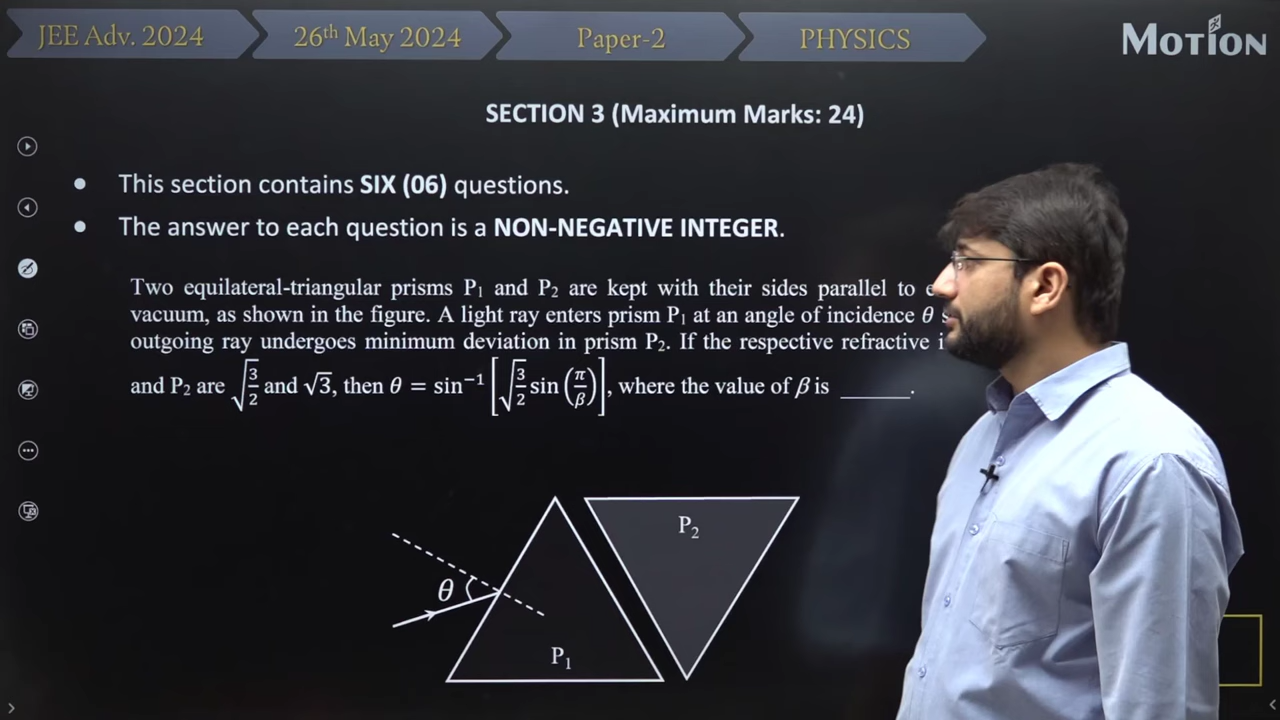 JEE Adv. 2024
26th May 2024
Paper-2
PHYSICS
MOTION
SECTION 3 (Maximum Marks: 24)
• This section contains SIX (06) questions.
• The answer to each question is a NON-NEGATIVE INTEGER.
Two equilateral-triangular prisms P₁ and P₂ are kept with their sides parallel to
vacuum, as shown in the figure. A light ray enters prism P₁ at an angle of incidence θ
outgoing ray undergoes minimum deviation in prism P₂. If the respective refractive
and P₂ are √(3/2) and √3, then θ = sin⁻¹[√(3/2) sin(π/β)], where the value of β is ______.
P₂
θ
P₁